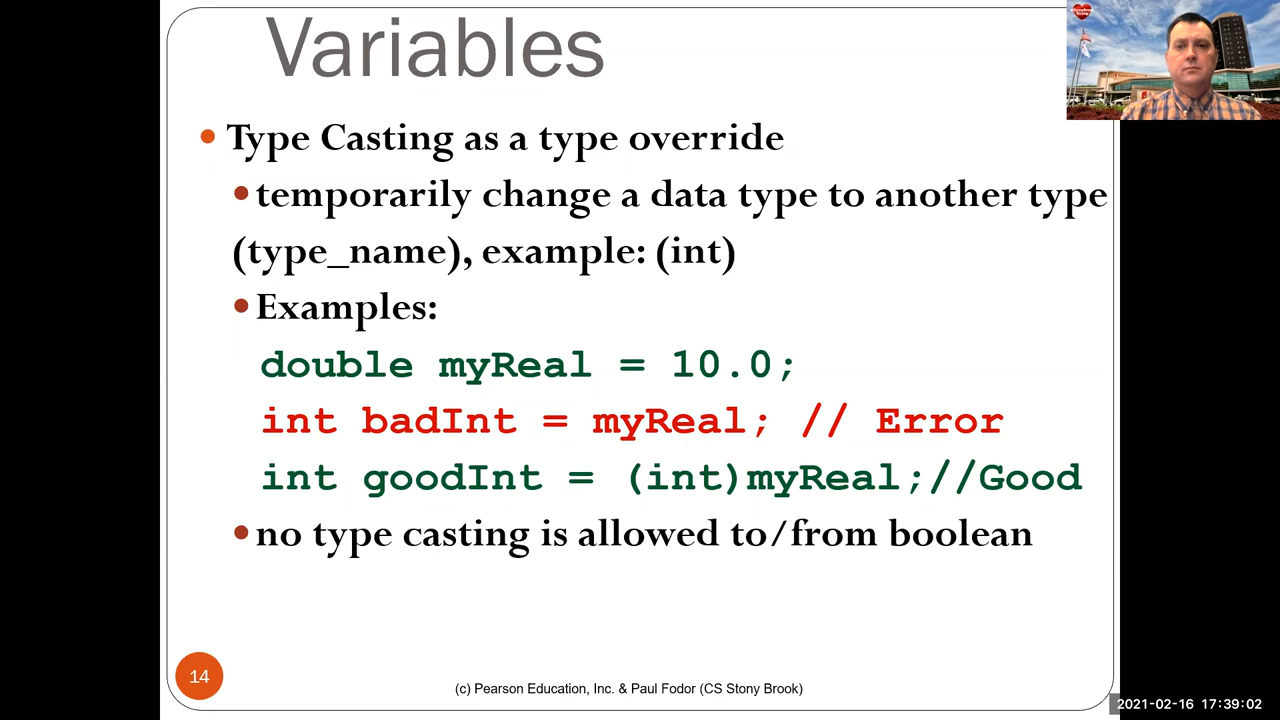 Variables
• Type Casting as a type override
• temporarily change a data type to another type
(type_name), example: (int)
• Examples:
double myReal = 10.0;
int badInt = myReal; // Error
int goodInt = (int)myReal;//Good
• no type casting is allowed to/from boolean
14
(c) Pearson Education, Inc. & Paul Fodor (CS Stony Brook)
2021-02-16 17:39:02